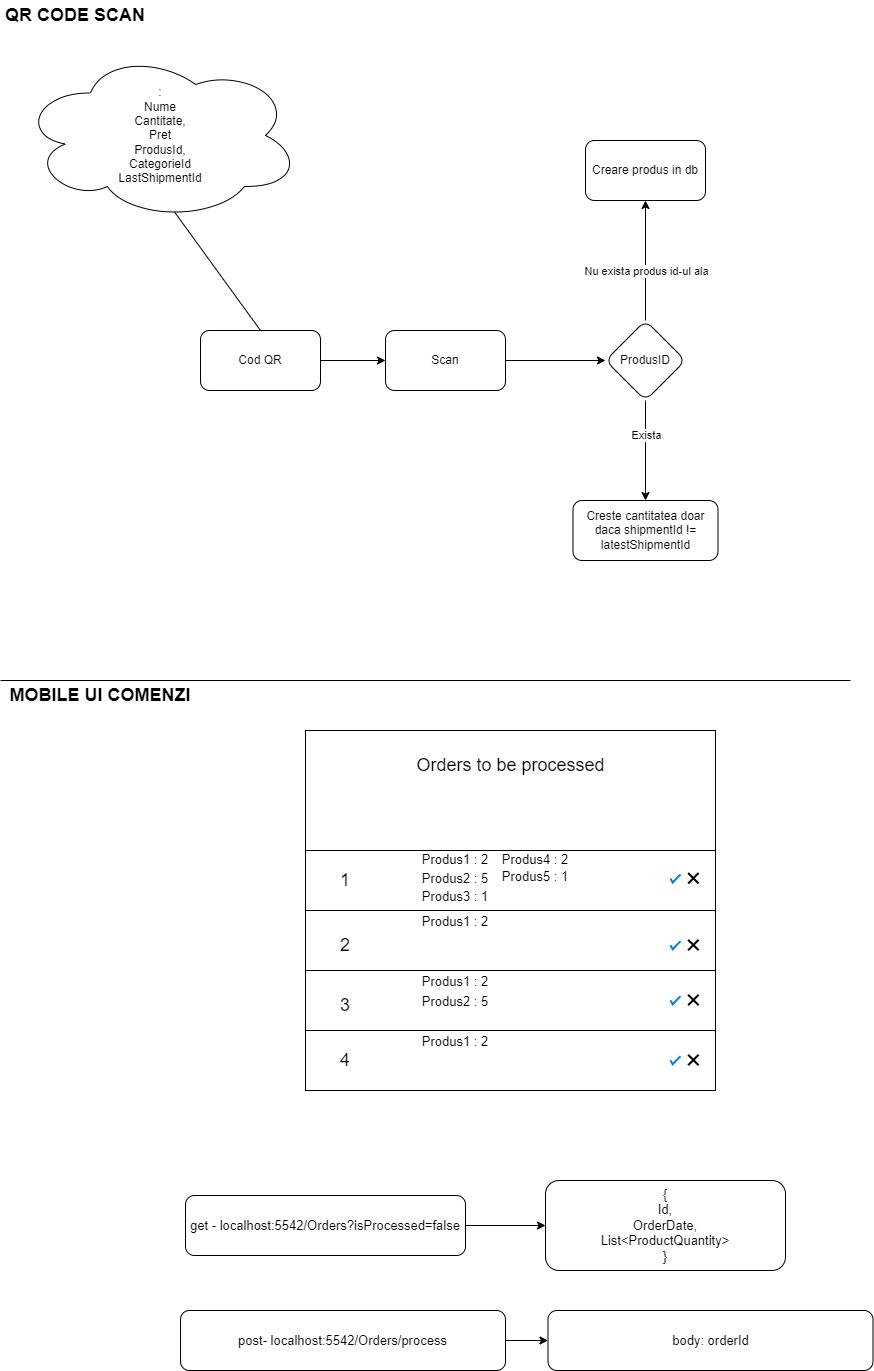 QR CODE SCAN
:
Nume
Cantitate,
Pret
ProdusId,
CategorieId
LastShipmentId
Creare produs in db
Nu exista produs id-ul ala
Cod QR
Scan
ProdusID
Exista
Creste cantitatea doar
daca shipmentId !=
latestShipmentId
MOBILE UI COMENZI
Orders to be processed
1
Produs1 : 2 Produs4 : 2
Produs2 : 5 Produs5 : 1
Produs3 : 1
2
Produs1 : 2
3
Produs1 : 2
Produs2 : 5
4
Produs1 : 2
get - localhost:5542/Orders?isProcessed=false
{
Id,
OrderDate,
List<ProductQuantity>
}
post- localhost:5542/Orders/process
body: orderId